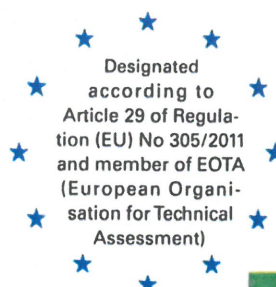 Designated
according to
Article 29 of Regula-
tion (EU) No 305/2011
and member of EOTA
(European Organi-
sation for Technical
Assessment)